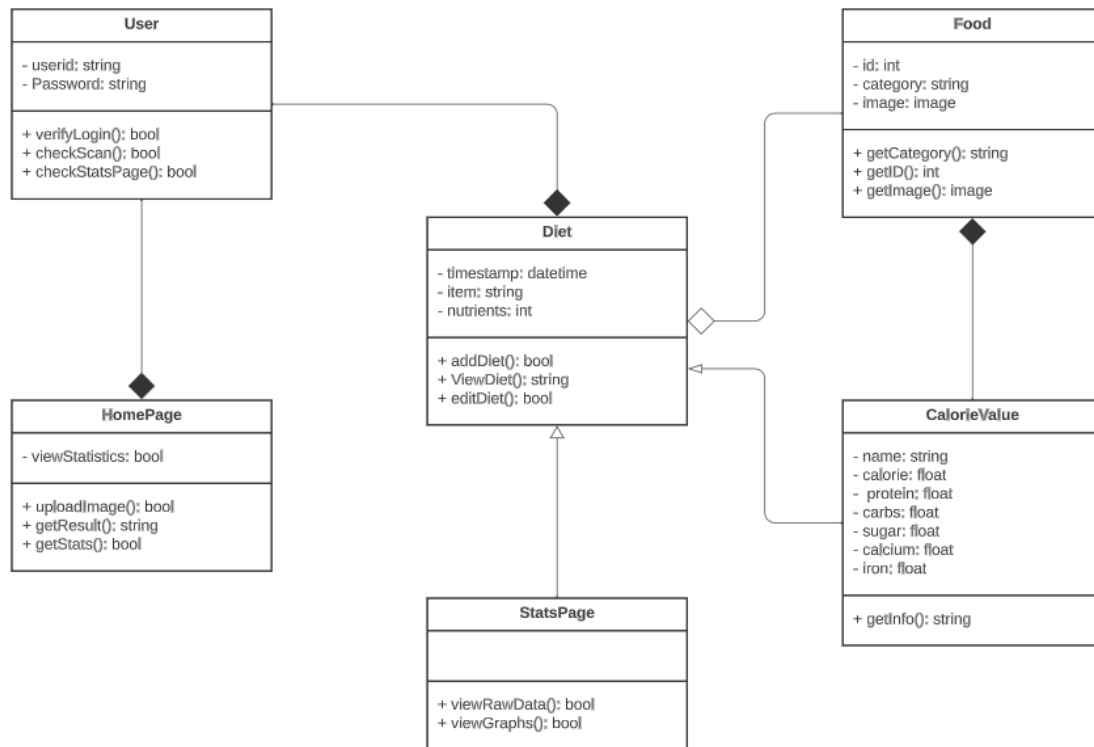 User
- userid: string
- Password: string
+ verifyLogin(): bool
+ checkScan(): bool
+ checkStatsPage(): bool
Food
- id: int
- category: string
- image: image
+ getCategory(): string
+ getID(): int
+ getImage(): image
Diet
- timestamp: datetime
- item: string
- nutrients: int
+ addDiet(): bool
+ ViewDiet(): string
+ editDiet(): bool
HomePage
- viewStatistics: bool
+ uploadImage(): bool
+ getResult(): string
+ getStats(): bool
CalorieValue
- name: string
- calorie: float
- protein: float
- carbs: float
- sugar: float
- calcium: float
- iron: float
+ getInfo(): string
StatsPage
+ viewRawData(): bool
+ viewGraphs(): bool